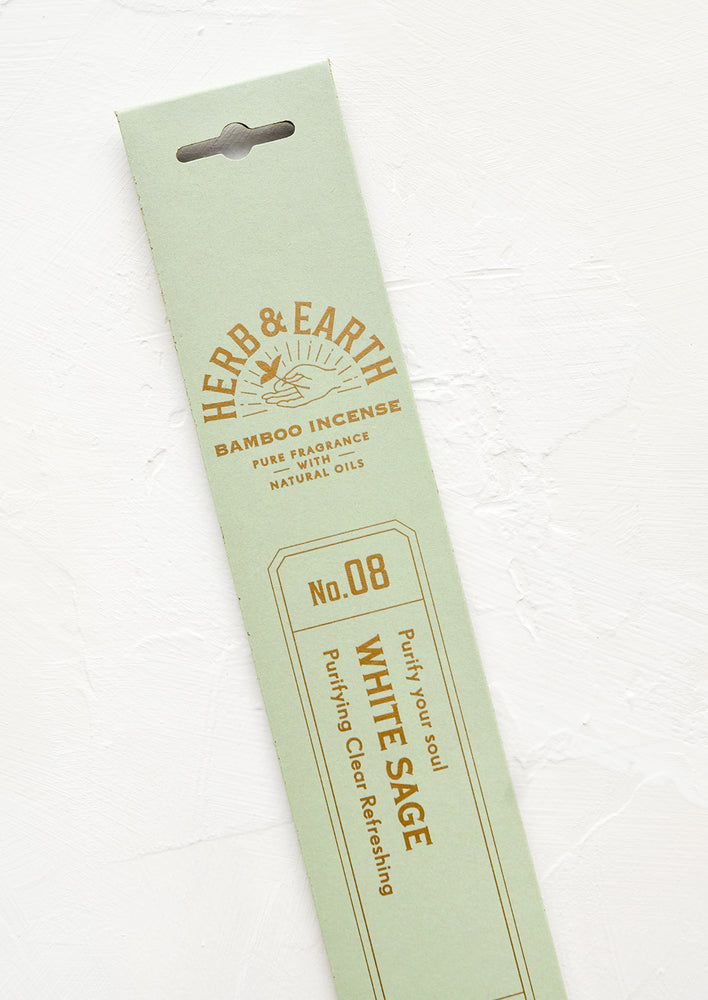 HERB & EARTH
BAMBOO INCENSE
PURE FRAGRANCE
WITH
NATURAL OILS
No.08
Purify your soul
WHITE SAGE
Purifying Clear Refreshing